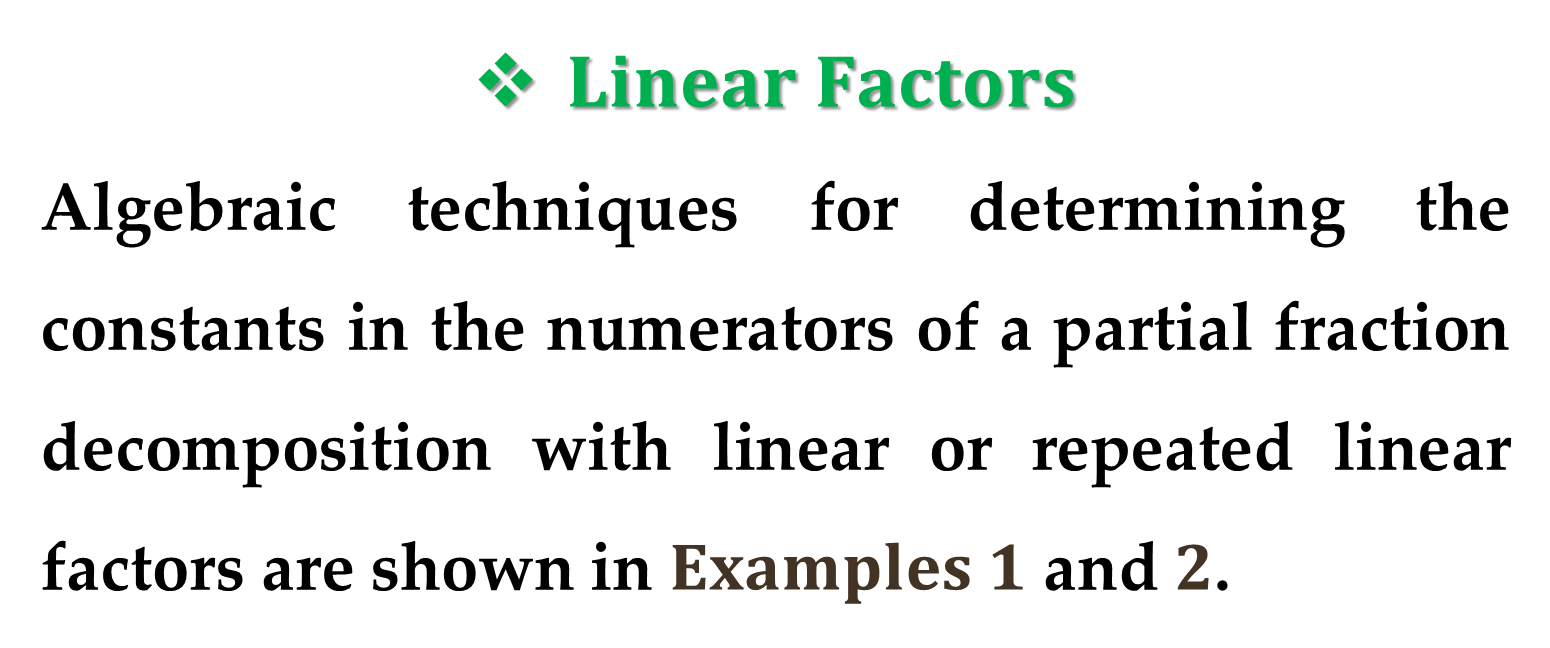 ❖ Linear Factors
Algebraic techniques for determining the
constants in the numerators of a partial fraction
decomposition with linear or repeated linear
factors are shown in Examples 1 and 2.